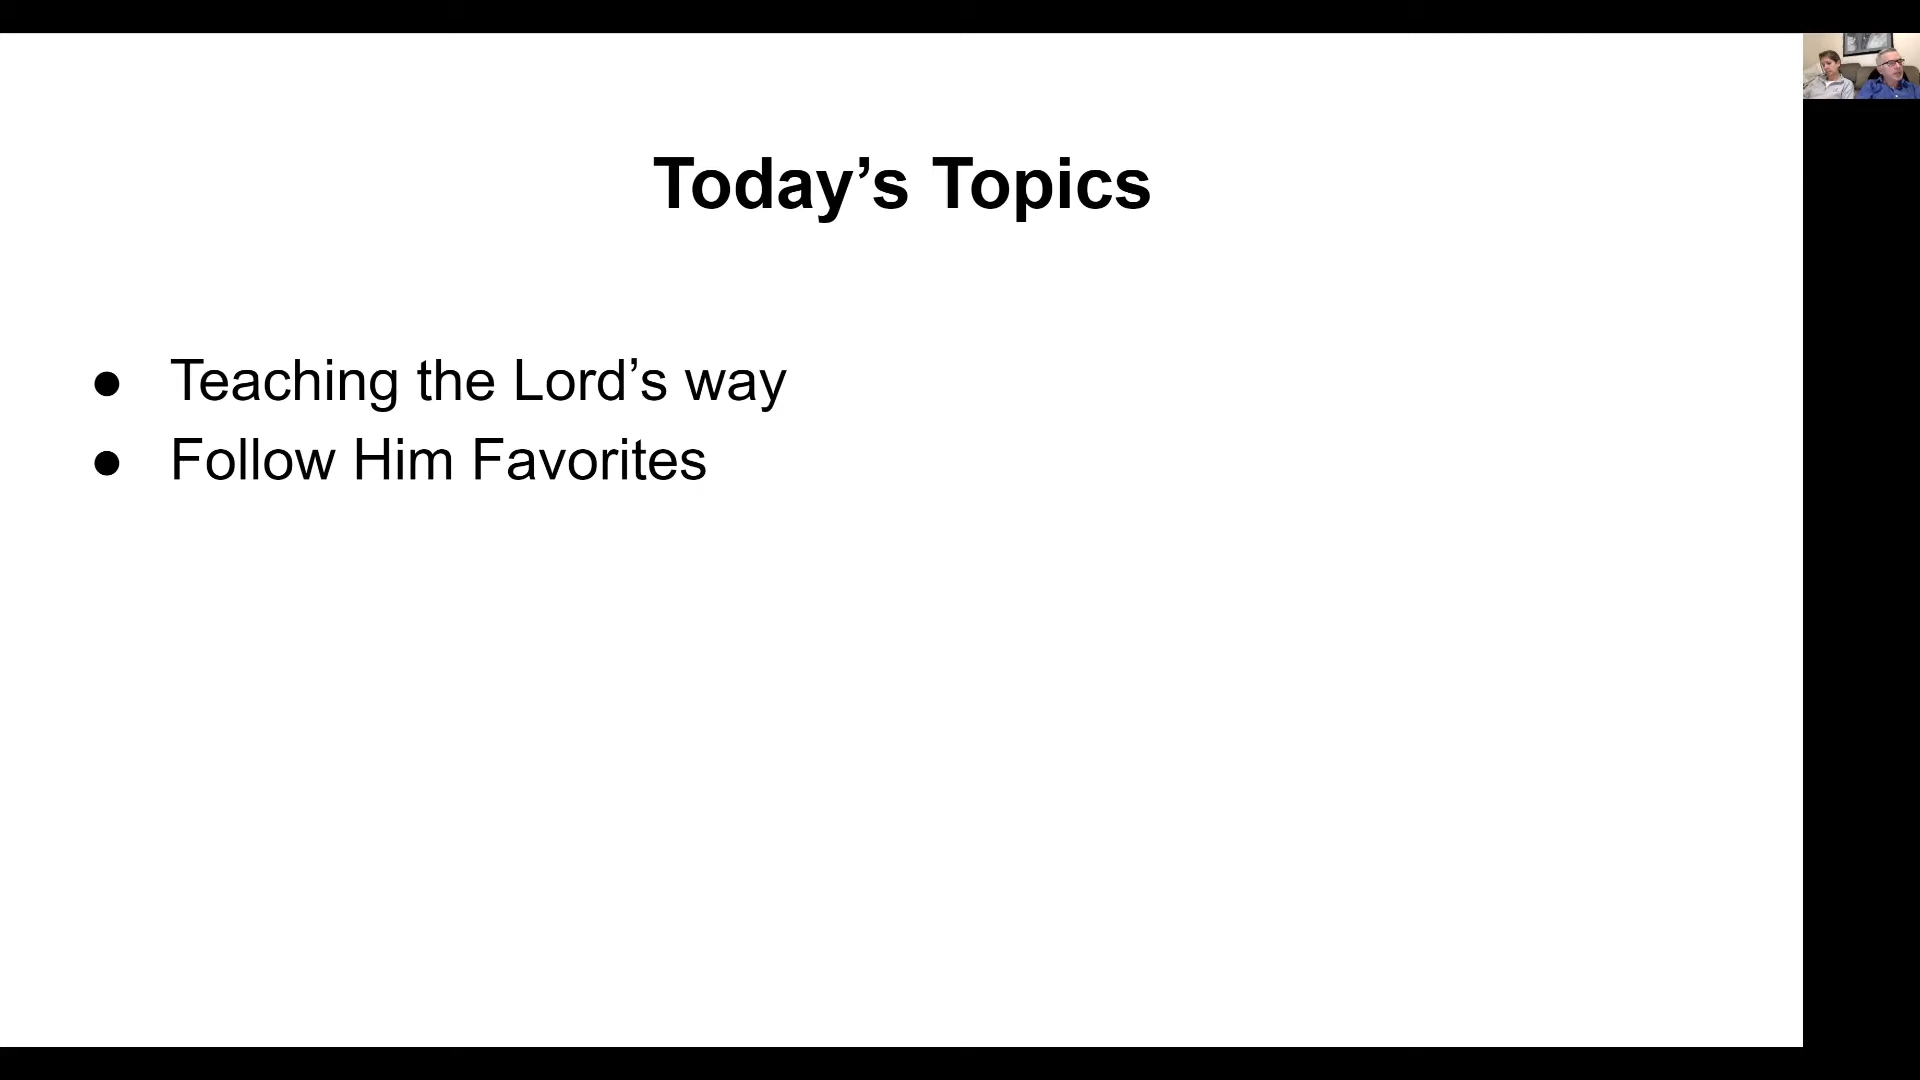 Today’s Topics
● Teaching the Lord’s way
● Follow Him Favorites